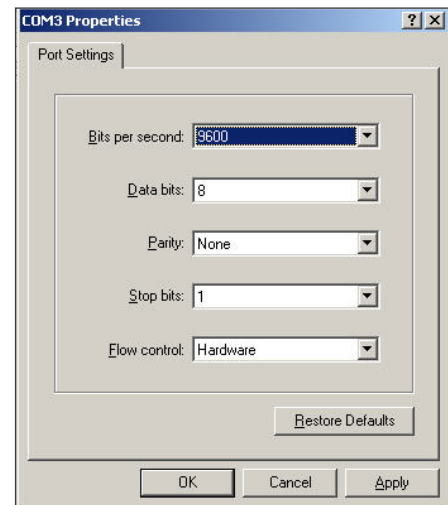 COM3 Properties
Port Settings
Bits per second: 9600
Data bits: 8
Parity: None
Stop bits: 1
Flow control: Hardware
Restore Defaults
OK Cancel Apply